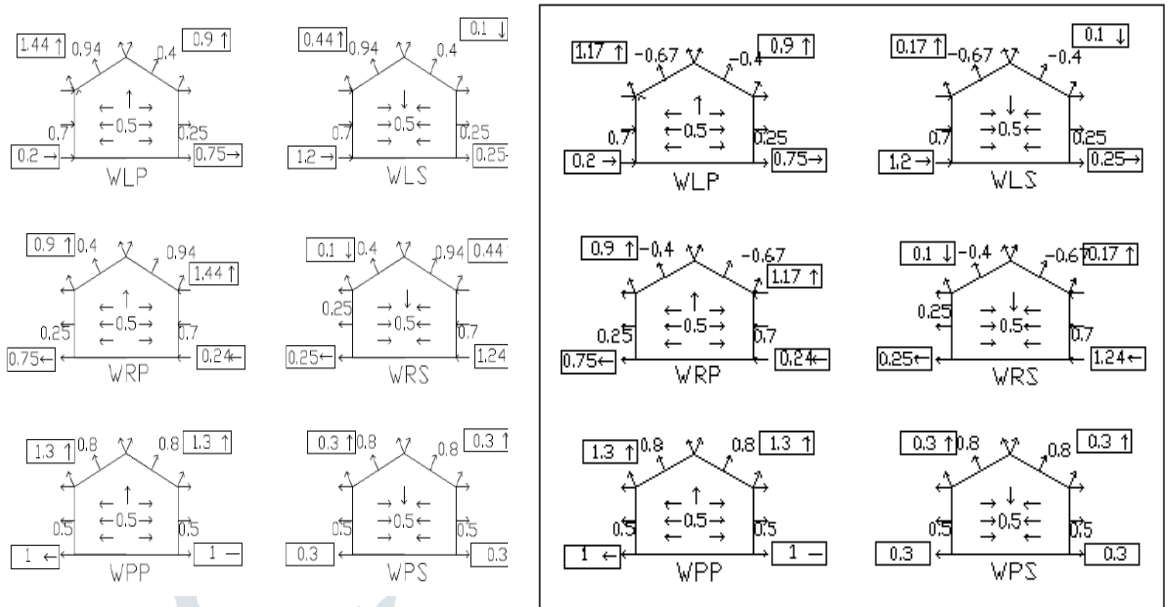 1.44 ↑ 0.94 0.4 0.9 ↑
0.5
0.7 0.25
0.2 → 0.75→
WLP
0.44↑ 0.94 0.4 0.1 ↓
0.5
0.7 0.25
1.2→ 0.25
WLS
1.17 ↑ -0.67 -0.4 0.9 ↑
0.5
0.7 0.25
0.2 → 0.75→
WLP
0.17 ↑ -0.67 -0.4 0.1 ↓
0.5
0.7 0.25
1.2→ 0.25→
WLS
0.9 ↑ 0.4 0.94
1.44 ↑
0.25 0.5 0.7
0.75← 0.24←
WRP
0.1 ↓ 0.4 0.94 0.44
0.25
0.5 0.7
0.25← 1.24
WRS
0.9 ↑ -0.4 -0.67
1.17 ↑
0.25 0.5 0.7
0.75← 0.24←
WRP
0.1 ↓ -0.4 -0.67 0.17 ↑
0.25
0.5 0.7
0.25← 1.24←
WRS
1.3 ↑ 0.8 0.8 1.3 ↑
0.5
0.5 0.5
1 ← 1 —
WPP
0.3 ↑ 0.8 0.8 0.3 ↑
0.5
0.5 0.5
0.3 0.3
WPS
1.3 ↑ 0.8 0.8 1.3 ↑
0.5
0.5 0.5
1 ← 1 —
WPP
0.3 ↑ 0.8 0.8 0.3 ↑
0.5
0.5 0.5
0.3 0.3
WPS